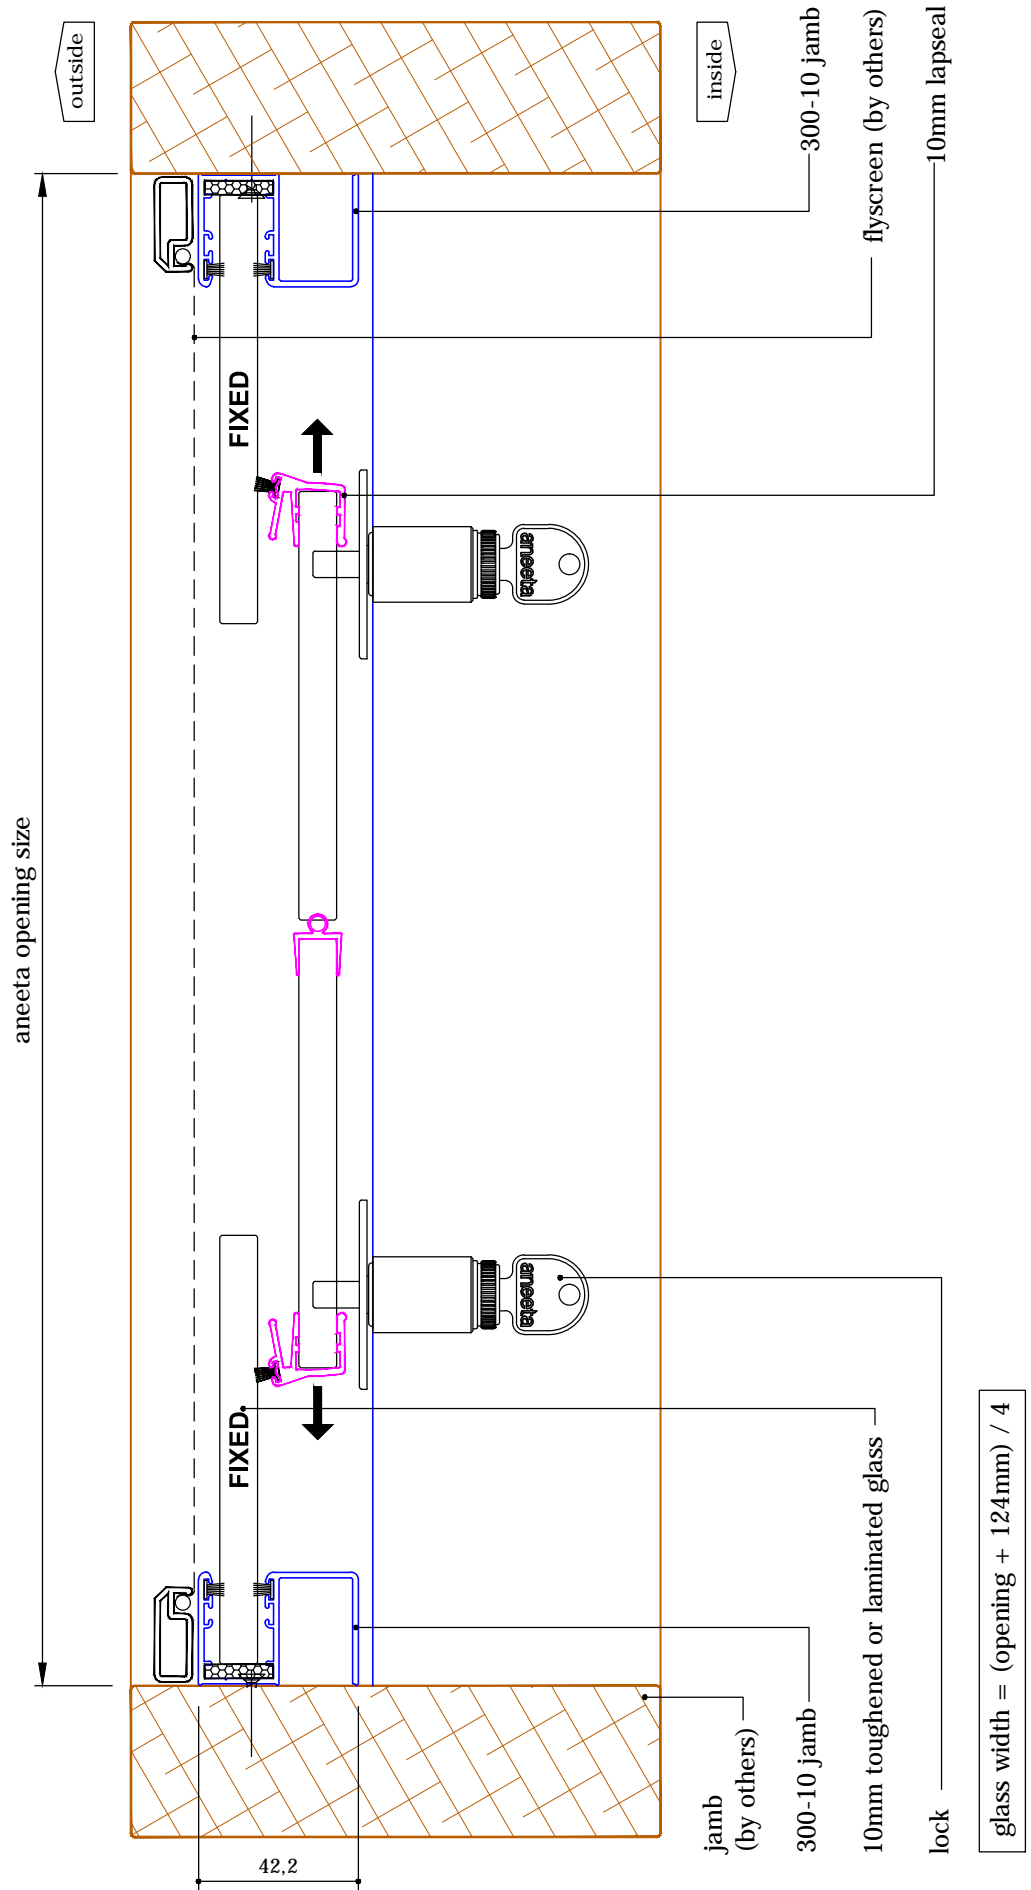 outside
inside
aneeta opening size
300-10 jamb
flyscreen (by others)
10mm lapseal
FIXED
aneeta
aneeta
FIXED
jamb
(by others)
300-10 jamb
10mm toughened or laminated glass
lock
glass width = (opening + 124mm) / 4
42,2